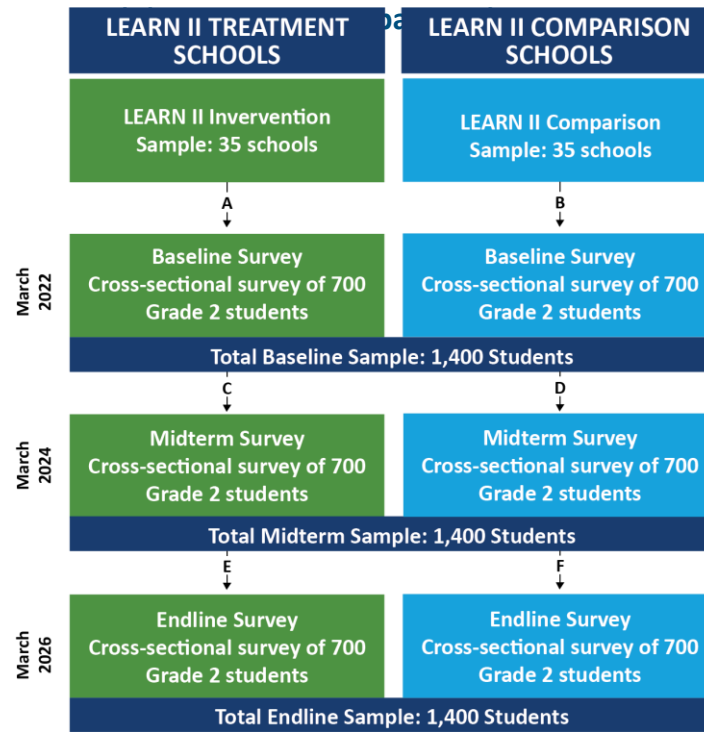 LEARN II TREATMENT
SCHOOLS
LEARN II COMPARISON
SCHOOLS
LEARN II Invervention
Sample: 35 schools
LEARN II Comparison
Sample: 35 schools
A
B
March
2022
Baseline Survey
Cross-sectional survey of 700
Grade 2 students
Baseline Survey
Cross-sectional survey of 700
Grade 2 students
Total Baseline Sample: 1,400 Students
C
D
March
2024
Midterm Survey
Cross-sectional survey of 700
Grade 2 students
Midterm Survey
Cross-sectional survey of 700
Grade 2 students
Total Midterm Sample: 1,400 Students
E
F
March
2026
Endline Survey
Cross-sectional survey of 700
Grade 2 students
Endline Survey
Cross-sectional survey of 700
Grade 2 students
Total Endline Sample: 1,400 Students